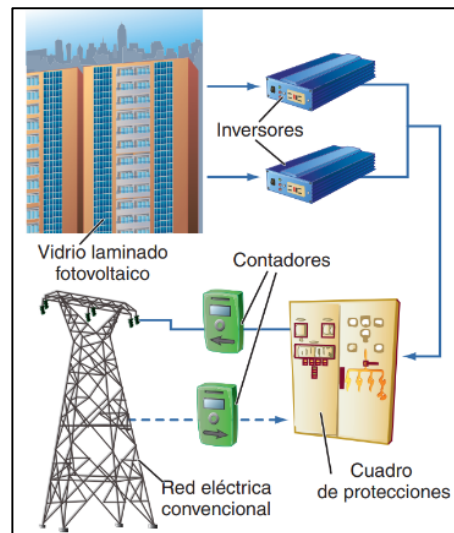 Inversores
Vidrio laminado
fotovoltaico
Contadores
Red eléctrica
convencional
Cuadro
de protecciones